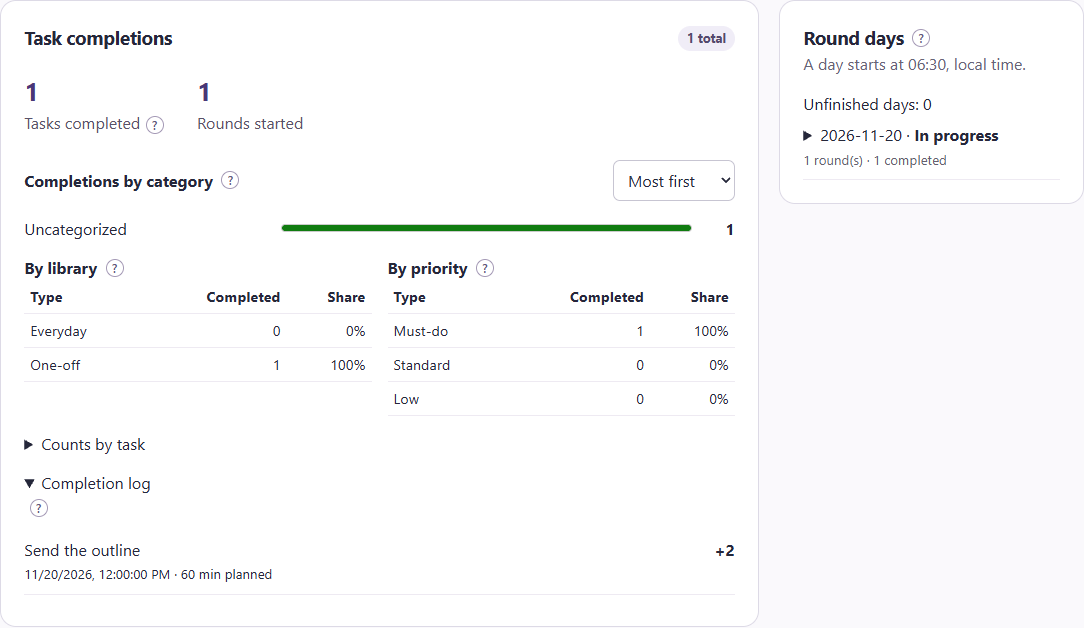 Task completions
1 total
1
Tasks completed ?
1
Rounds started
Completions by category ?
Most first
Uncategorized 1
By library ?
Type Completed Share
Everyday 0 0%
One-off 1 100%
By priority ?
Type Completed Share
Must-do 1 100%
Standard 0 0%
Low 0 0%
Counts by task
Completion log
?
Send the outline +2
11/20/2026, 12:00:00 PM · 60 min planned
Round days ?
A day starts at 06:30, local time.
Unfinished days: 0
2026-11-20 · In progress
1 round(s) · 1 completed